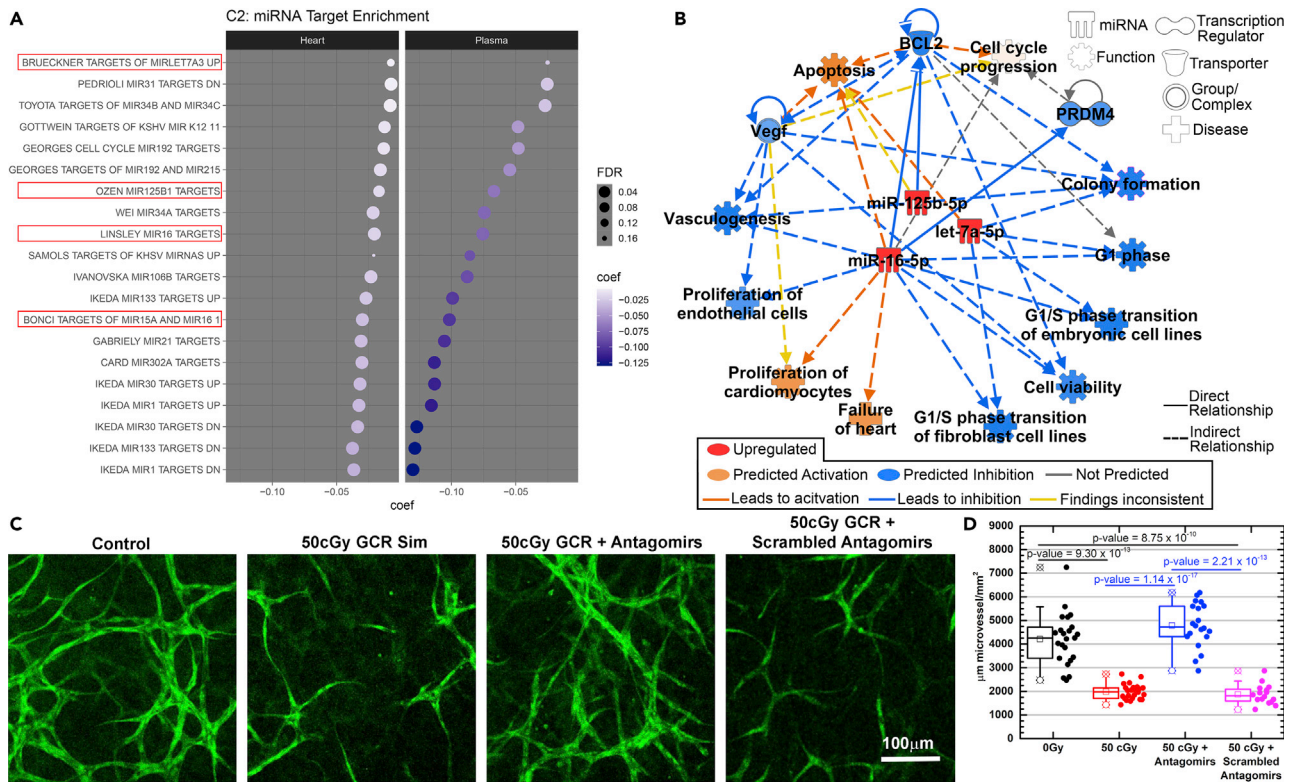 A
C2: miRNA Target Enrichment
Heart
Plasma
BRUECKNER TARGETS OF MIRLET7A3 UP
PEDRIOLI MIR31 TARGETS DN
TOYOTA TARGETS OF MIR34B AND MIR34C
GOTTWEIN TARGETS OF KSHV MIR K12 11
GEORGES CELL CYCLE MIR192 TARGETS
GEORGES TARGETS OF MIR192 AND MIR215
OZEN MIR125B1 TARGETS
WEI MIR34A TARGETS
LINSLEY MIR16 TARGETS
SAMOLS TARGETS OF KHSV MIRNAS UP
IVANOVSKA MIR106B TARGETS
IKEDA MIR133 TARGETS UP
BONCI TARGETS OF MIR15A AND MIR16 1
GABRIELY MIR21 TARGETS
CARD MIR302A TARGETS
IKEDA MIR30 TARGETS UP
IKEDA MIR1 TARGETS UP
IKEDA MIR30 TARGETS DN
IKEDA MIR133 TARGETS DN
IKEDA MIR1 TARGETS DN
−0.10
−0.05
−0.10
−0.05
coef
FDR
0.04
0.08
0.12
0.16
coef
−0.025
−0.050
−0.075
−0.100
−0.125
B
BCL2
Cell cycle
progression
Apoptosis
Vegf
PRDM4
Colony formation
miR-125b-5p
Vasculogenesis
let-7a-5p
miR-16-5p
G1 phase
Proliferation of
endothelial cells
G1/S phase transition
of embryonic cell lines
Proliferation of
cardiomyocytes
Cell viability
Failure
of heart
G1/S phase transition
of fibroblast cell lines
miRNA
Transcription
Regulator
Function
Transporter
Group/
Complex
Disease
Direct
Relationship
Indirect
Relationship
Upregulated
Predicted Activation
Predicted Inhibition
Not Predicted
Leads to acitvation
Leads to inhibition
Findings inconsistent
C
Control
50cGy GCR Sim
50cGy GCR + Antagomirs
50cGy GCR +
Scrambled Antagomirs
100μm
D
μm microvessel/mm²
9000
8000
7000
6000
5000
4000
3000
2000
1000
0
p-value = 8.75 x 10⁻¹⁰
p-value = 9.30 x 10⁻¹³
p-value = 2.21 x 10⁻¹³
p-value = 1.14 x 10⁻¹⁷
0Gy
50 cGy
50 cGy +
Antagomirs
50 cGy +
Scrambled
Antagomirs